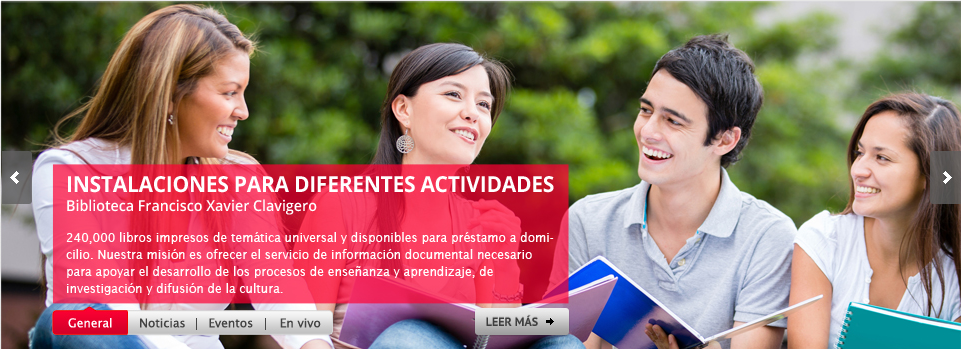 INSTALACIONES PARA DIFERENTES ACTIVIDADES
Biblioteca Francisco Xavier Clavigero
240,000 libros impresos de temática universal y disponibles para préstamo a domi-
cilio. Nuestra misión es ofrecer el servicio de información documental necesario
para apoyar el desarrollo de los procesos de enseñanza y aprendizaje, de
investigación y difusión de la cultura.
General Noticias | Eventos | En vivo LEER MÁS